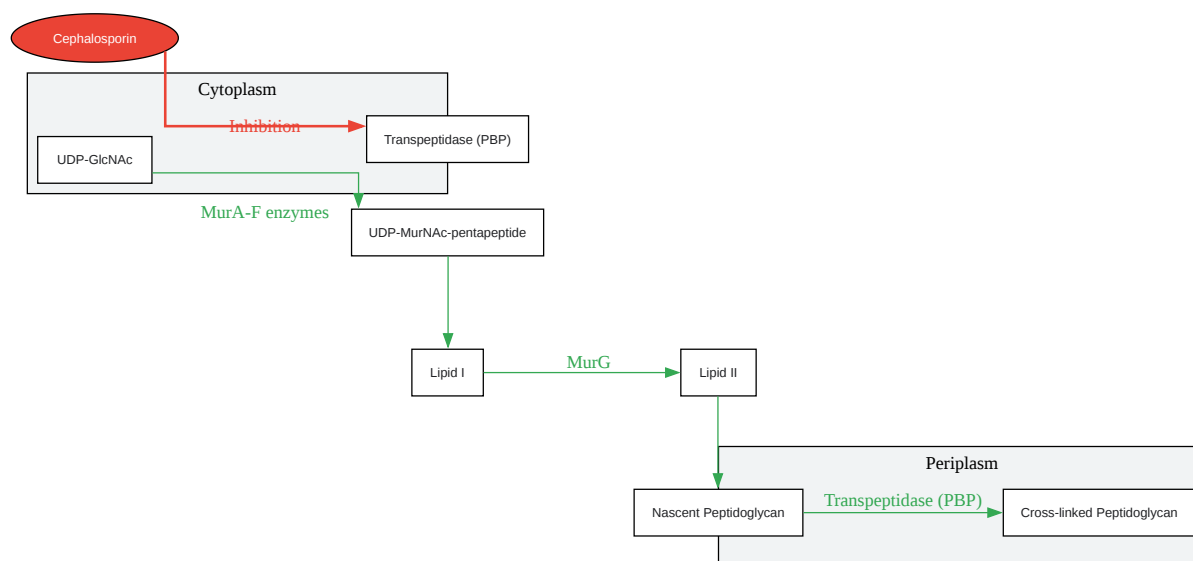 Cephalosporin
Cytoplasm
Inhibition
Transpeptidase (PBP)
UDP-GlcNAc
MurA-F enzymes
UDP-MurNAc-pentapeptide
Lipid I
MurG
Lipid II
Periplasm
Nascent Peptidoglycan
Transpeptidase (PBP)
Cross-linked Peptidoglycan